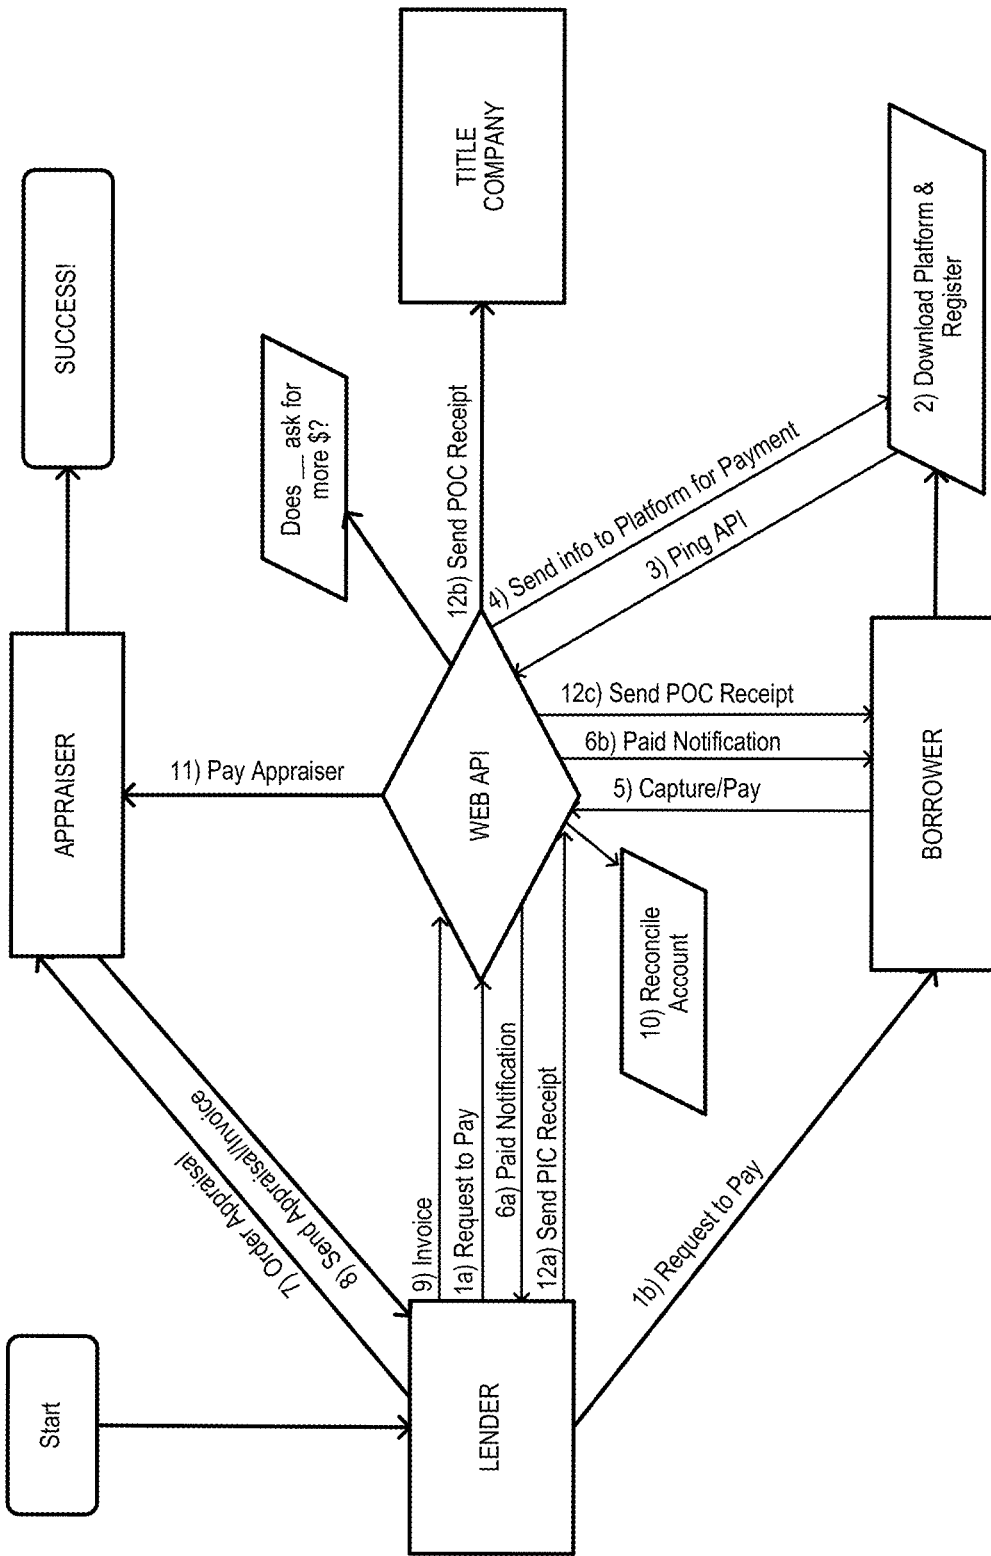 Start
LENDER
7) Order Appraisal
8) Send Appraisal/Invoice
9) Invoice
1a) Request to Pay
6a) Paid Notification
12a) Send PIC Receipt
1b) Request to Pay
10) Reconcile
Account
APPRAISER
11) Pay Appraiser
WEB API
5) Capture/Pay
6b) Paid Notification
12c) Send POC Receipt
BORROWER
SUCCESS!
Does __ ask for
more $?
12b) Send POC Receipt
4) Send info to Platform for Payment
3) Ping API
TITLE
COMPANY
2) Download Platform &
Register